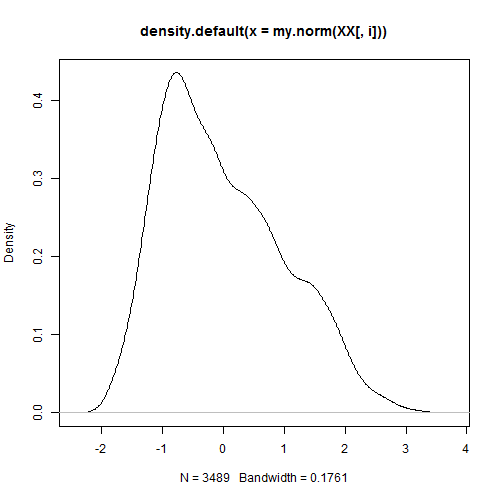 density.default(x = my.norm(XX[, i]))
Density
0.4
0.3
0.2
0.1
0.0
-2 -1 0 1 2 3 4
N = 3489 Bandwidth = 0.1761